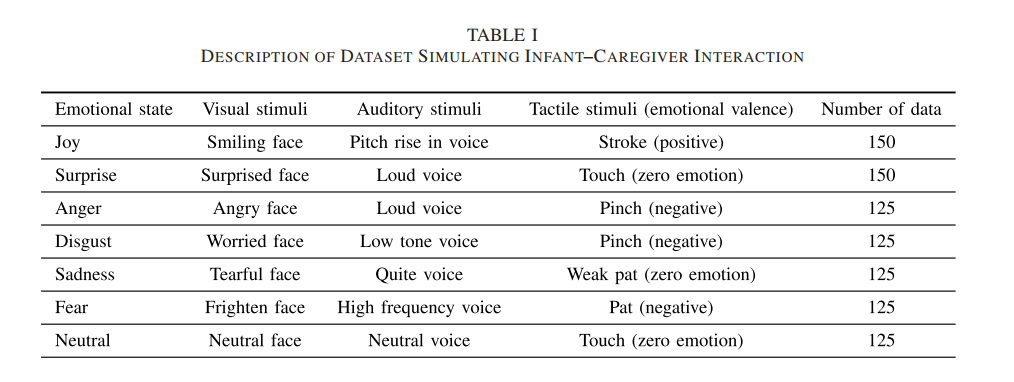 TABLE I
DESCRIPTION OF DATASET SIMULATING INFANT–CAREGIVER INTERACTION
Emotional state Visual stimuli Auditory stimuli Tactile stimuli (emotional valence) Number of data
Joy Smiling face Pitch rise in voice Stroke (positive) 150
Surprise Surprised face Loud voice Touch (zero emotion) 150
Anger Angry face Loud voice Pinch (negative) 125
Disgust Worried face Low tone voice Pinch (negative) 125
Sadness Tearful face Quite voice Weak pat (zero emotion) 125
Fear Frighten face High frequency voice Pat (negative) 125
Neutral Neutral face Neutral voice Touch (zero emotion) 125